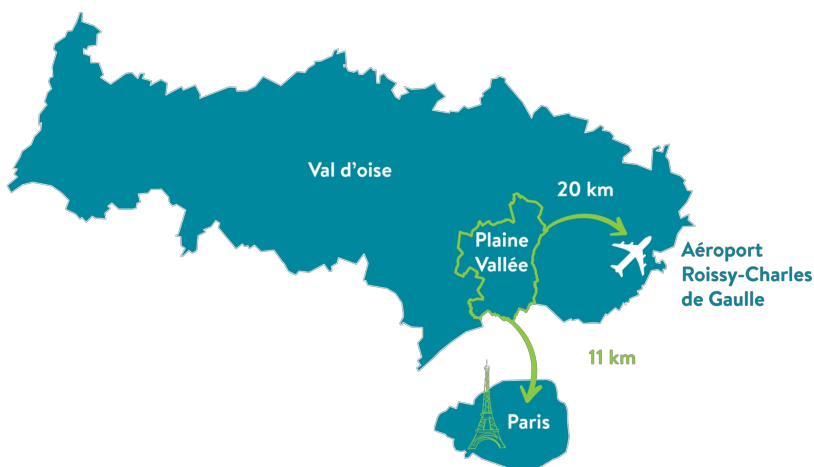 Val d'oise
20 km
Plaine
Vallée
Aéroport
Roissy-Charles
de Gaulle
11 km
Paris